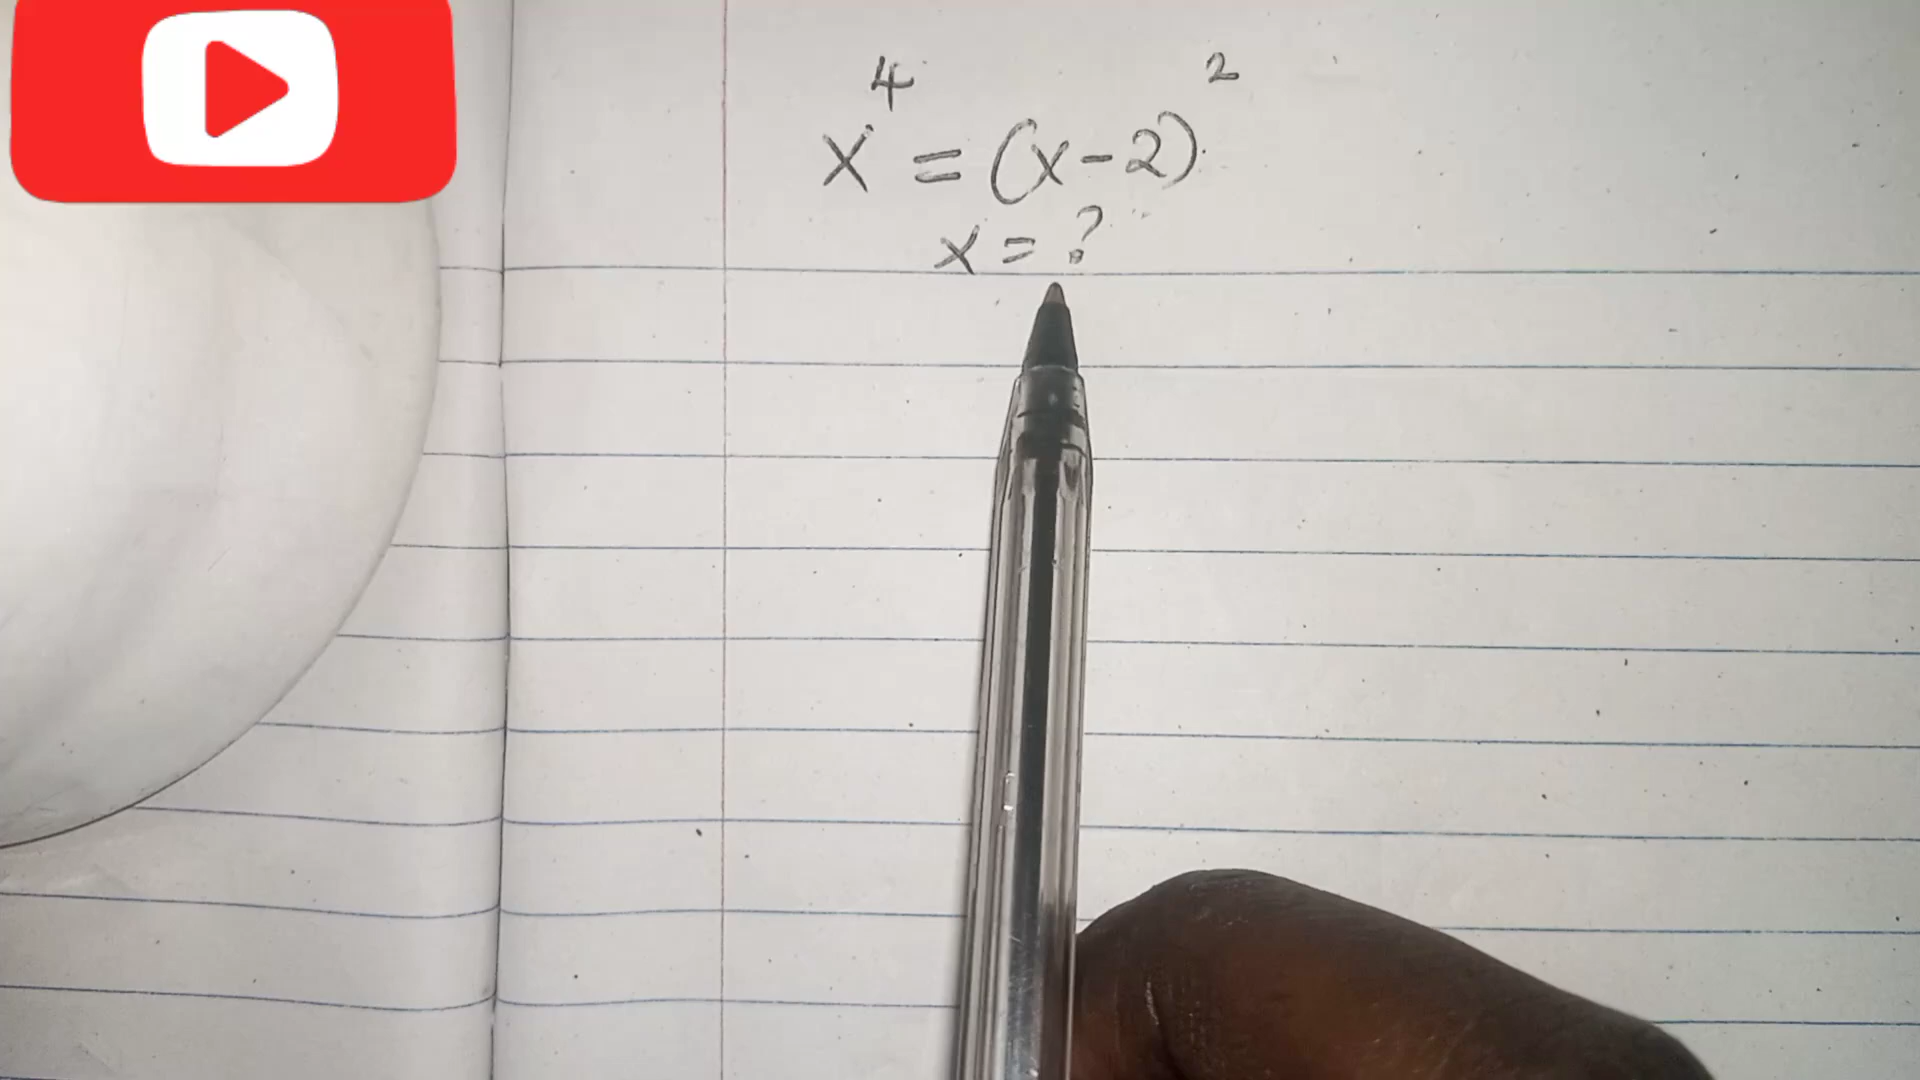 x⁴ = (x-2)²
x = ?